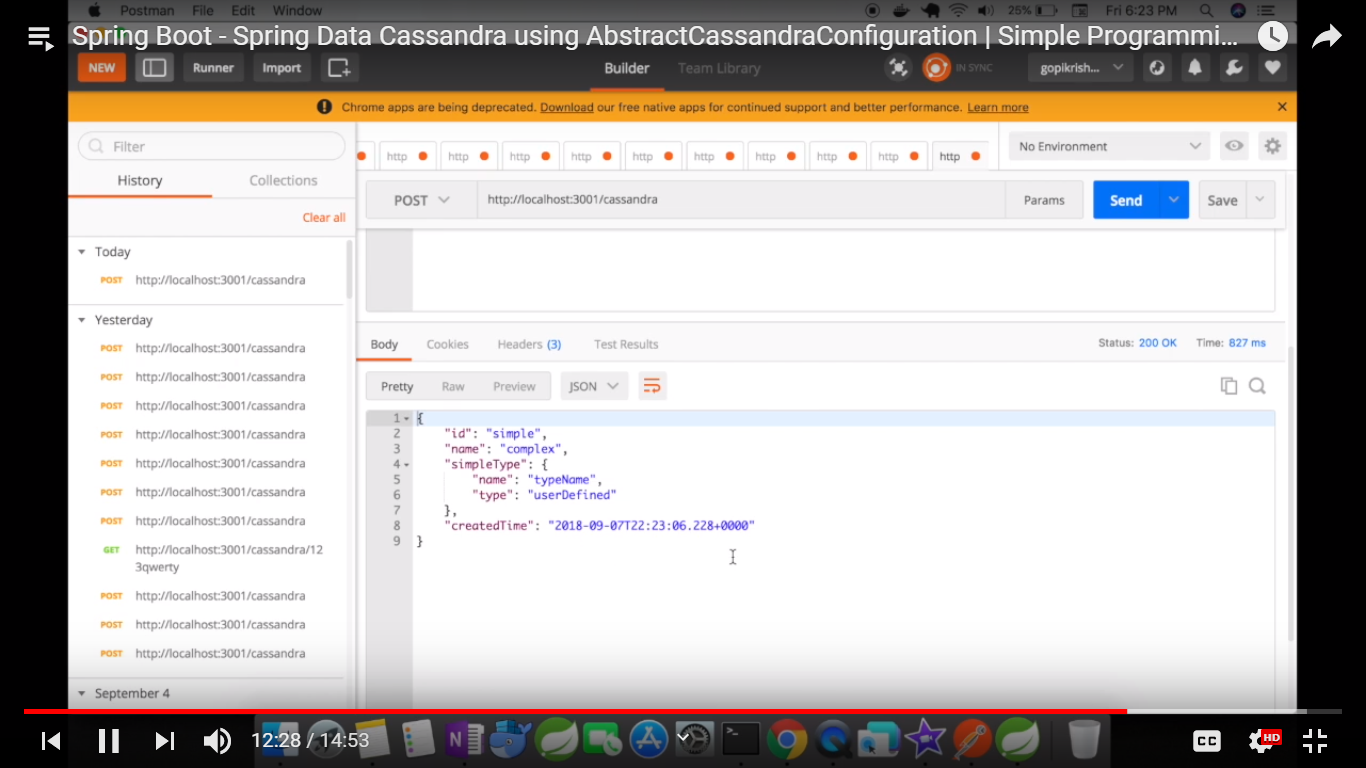 Postman File Edit Window 25% Fri 6:23 PM
Spring Boot - Spring Data Cassandra using AbstractCassandraConfiguration | Simple Programmi...
NEW Runner Import Builder Team Library IN SYNC gopikrish...
Chrome apps are being deprecated. Download our free native apps for continued support and better performance. Learn more
Filter
History Collections
Clear all
Today
POST http://localhost:3001/cassandra
Yesterday
POST http://localhost:3001/cassandra
POST http://localhost:3001/cassandra
POST http://localhost:3001/cassandra
POST http://localhost:3001/cassandra
POST http://localhost:3001/cassandra
POST http://localhost:3001/cassandra
POST http://localhost:3001/cassandra
GET http://localhost:3001/cassandra/12
3qwerty
POST http://localhost:3001/cassandra
POST http://localhost:3001/cassandra
POST http://localhost:3001/cassandra
September 4
http http http http http http http http http http
No Environment
POST http://localhost:3001/cassandra Params Send Save
Body Cookies Headers (3) Test Results Status: 200 OK Time: 827 ms
Pretty Raw Preview JSON
1 {
2 "id": "simple",
3 "name": "complex",
4 "simpleType": {
5 "name": "typeName",
6 "type": "userDefined"
7 },
8 "createdTime": "2018-09-07T22:23:06.228+0000"
9 }
12:28 / 14:53 CC HD